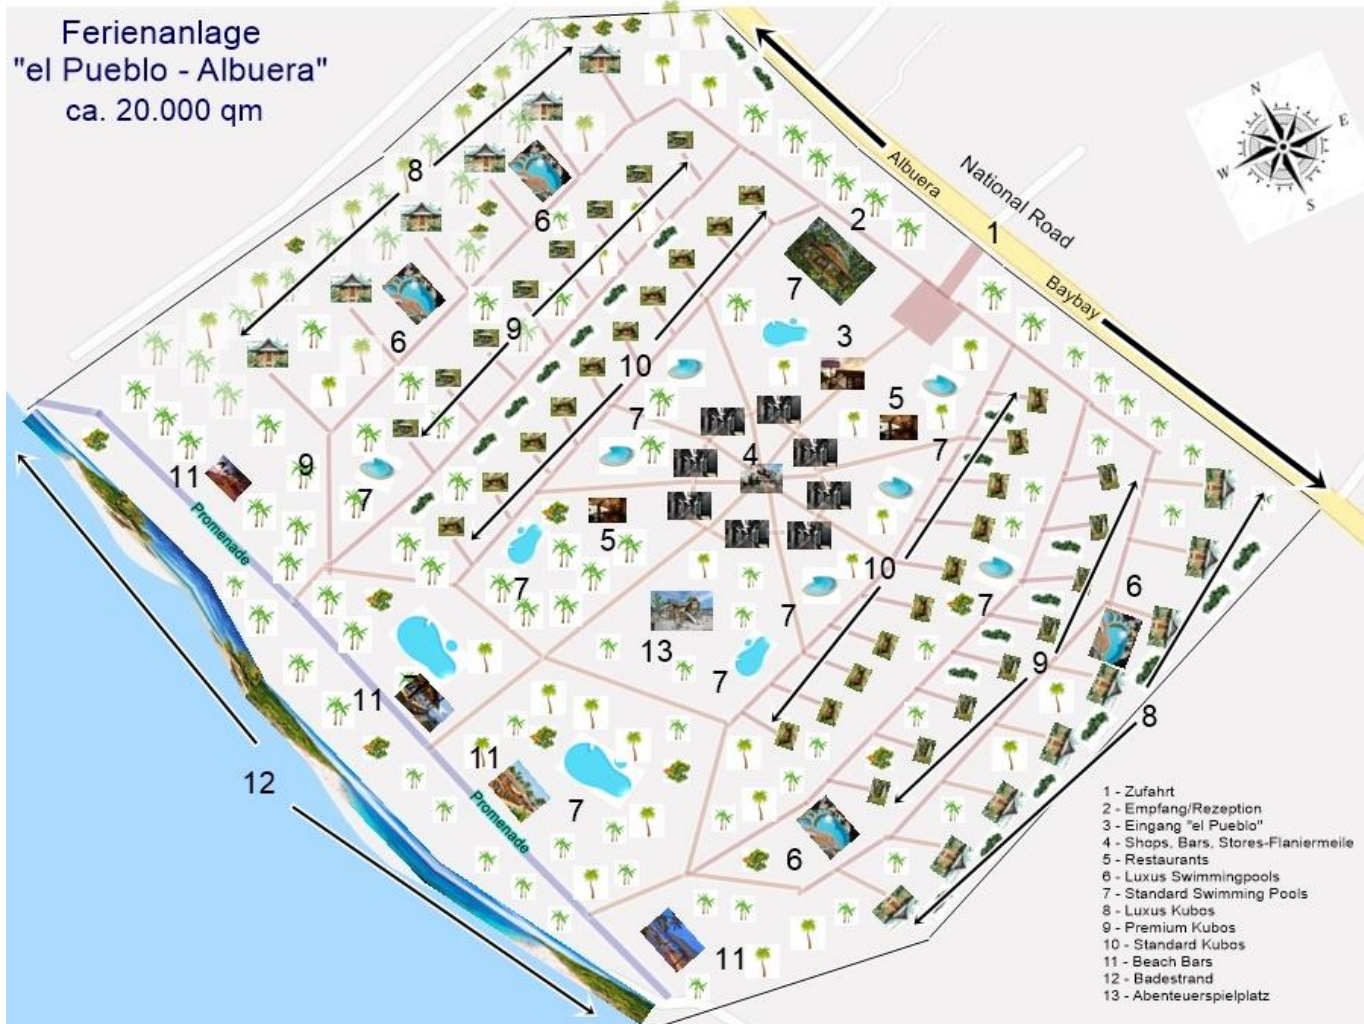 Ferienanlage
"el Pueblo - Albuera"
ca. 20.000 qm
N
E
W
S
Albuera
National Road
Baybay
1
2
8
6
7
3
6
9
10
5
7
7
4
11
9
7
5
7
10
7
6
13
7
7
9
11
8
11
12
7
6
11
Promenade
Promenade
1 - Zufahrt
2 - Empfang/Rezeption
3 - Eingang "el Pueblo"
4 - Shops, Bars, Stores-Flaniermeile
5 - Restaurants
6 - Luxus Swimmingpools
7 - Standard Swimming Pools
8 - Luxus Kubos
9 - Premium Kubos
10 - Standard Kubos
11 - Beach Bars
12 - Badestrand
13 - Abenteuerspielplatz